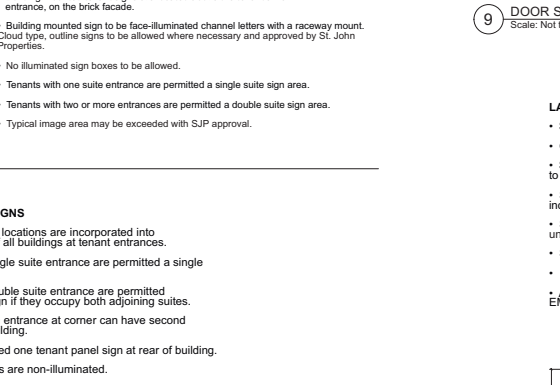 entrance, on the brick facade.
· Building mounted sign to be face-illuminated channel letters with a raceway mount.
Cloud type, outline signs to be allowed where necessary and approved by St. John
Properties.
· No illuminated sign boxes to be allowed.
· Tenants with one suite entrance are permitted a single suite sign area.
· Tenants with two or more entrances are permitted a double suite sign area.
· Typical image area may be exceeded with SJP approval.
GNS
locations are incorporated into
all buildings at tenant entrances.
gle suite entrance are permitted a single
uble suite entrance are permitted
n if they occupy both adjoining suites.
entrance at corner can have second
lding.
ed one tenant panel sign at rear of building.
s are non-illuminated.
9
DOOR S
Scale: Not
LA
to
un